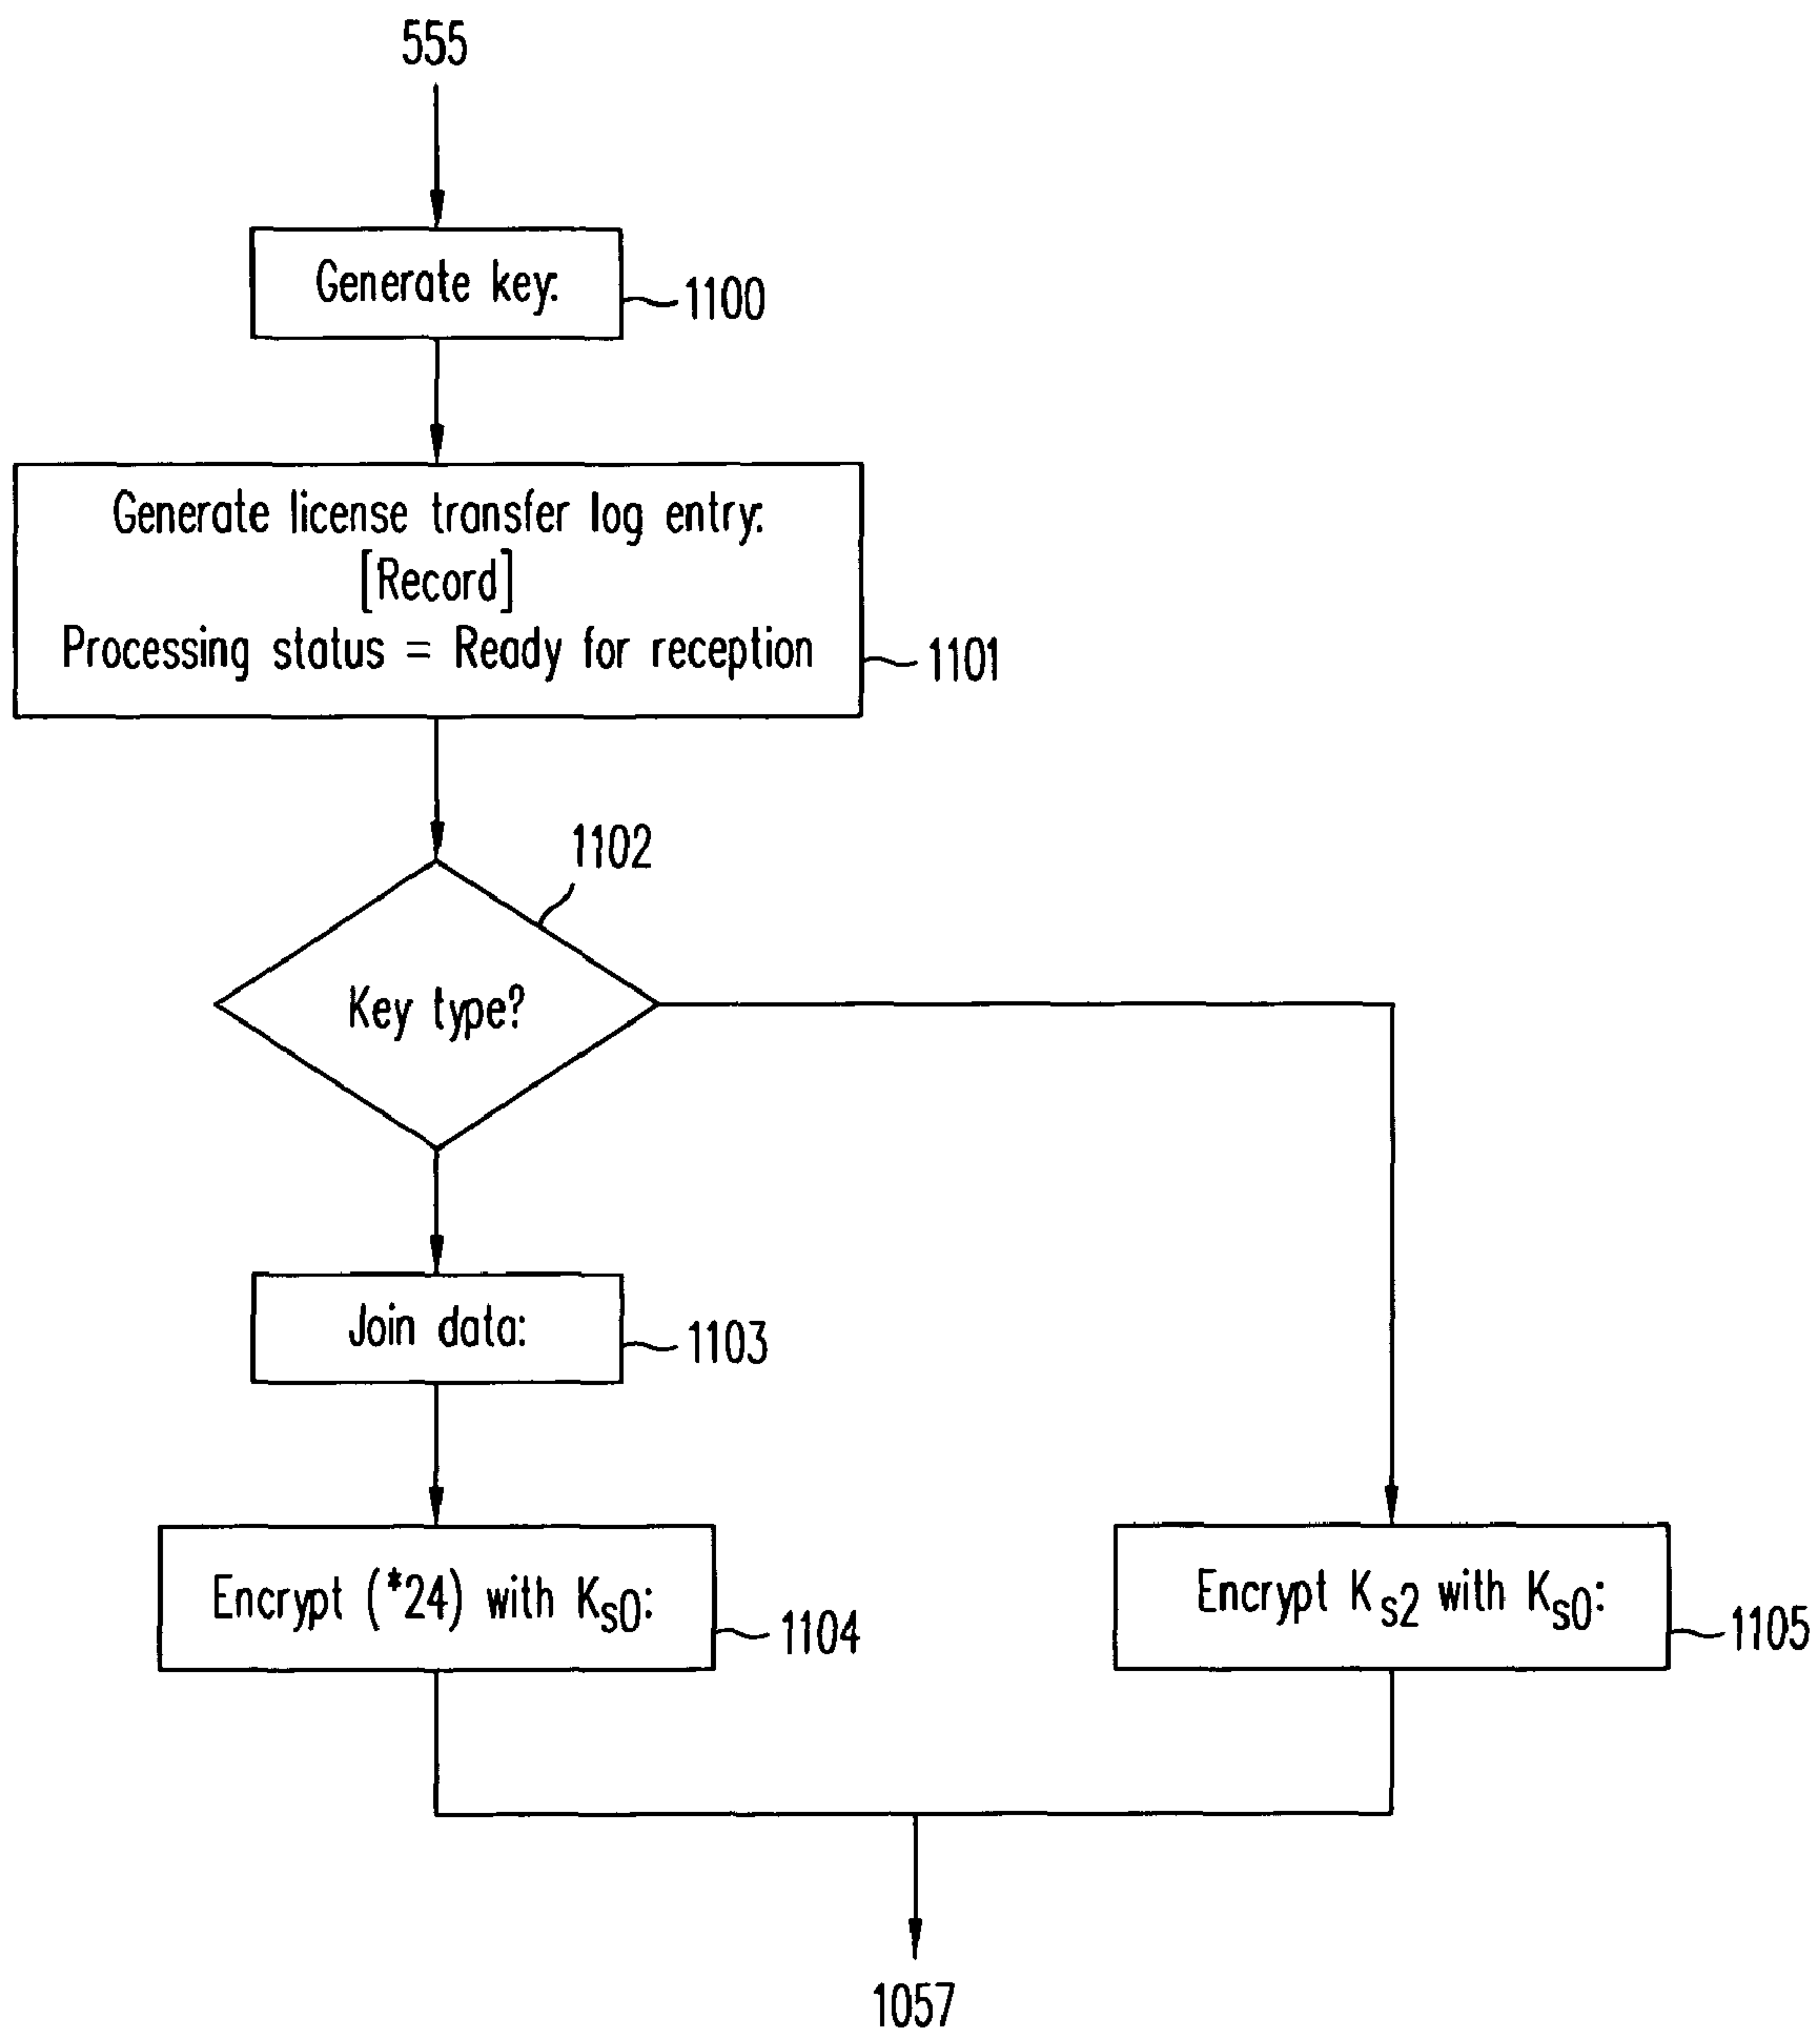 555
Generate key:
1100
Generate license transfer log entry:
[Record]
Processing status = Ready for reception
1101
1102
Key type?
Join data:
1103
Encrypt (*24) with Ks0:
1104
Encrypt Ks2 with Ks0:
1105
1057